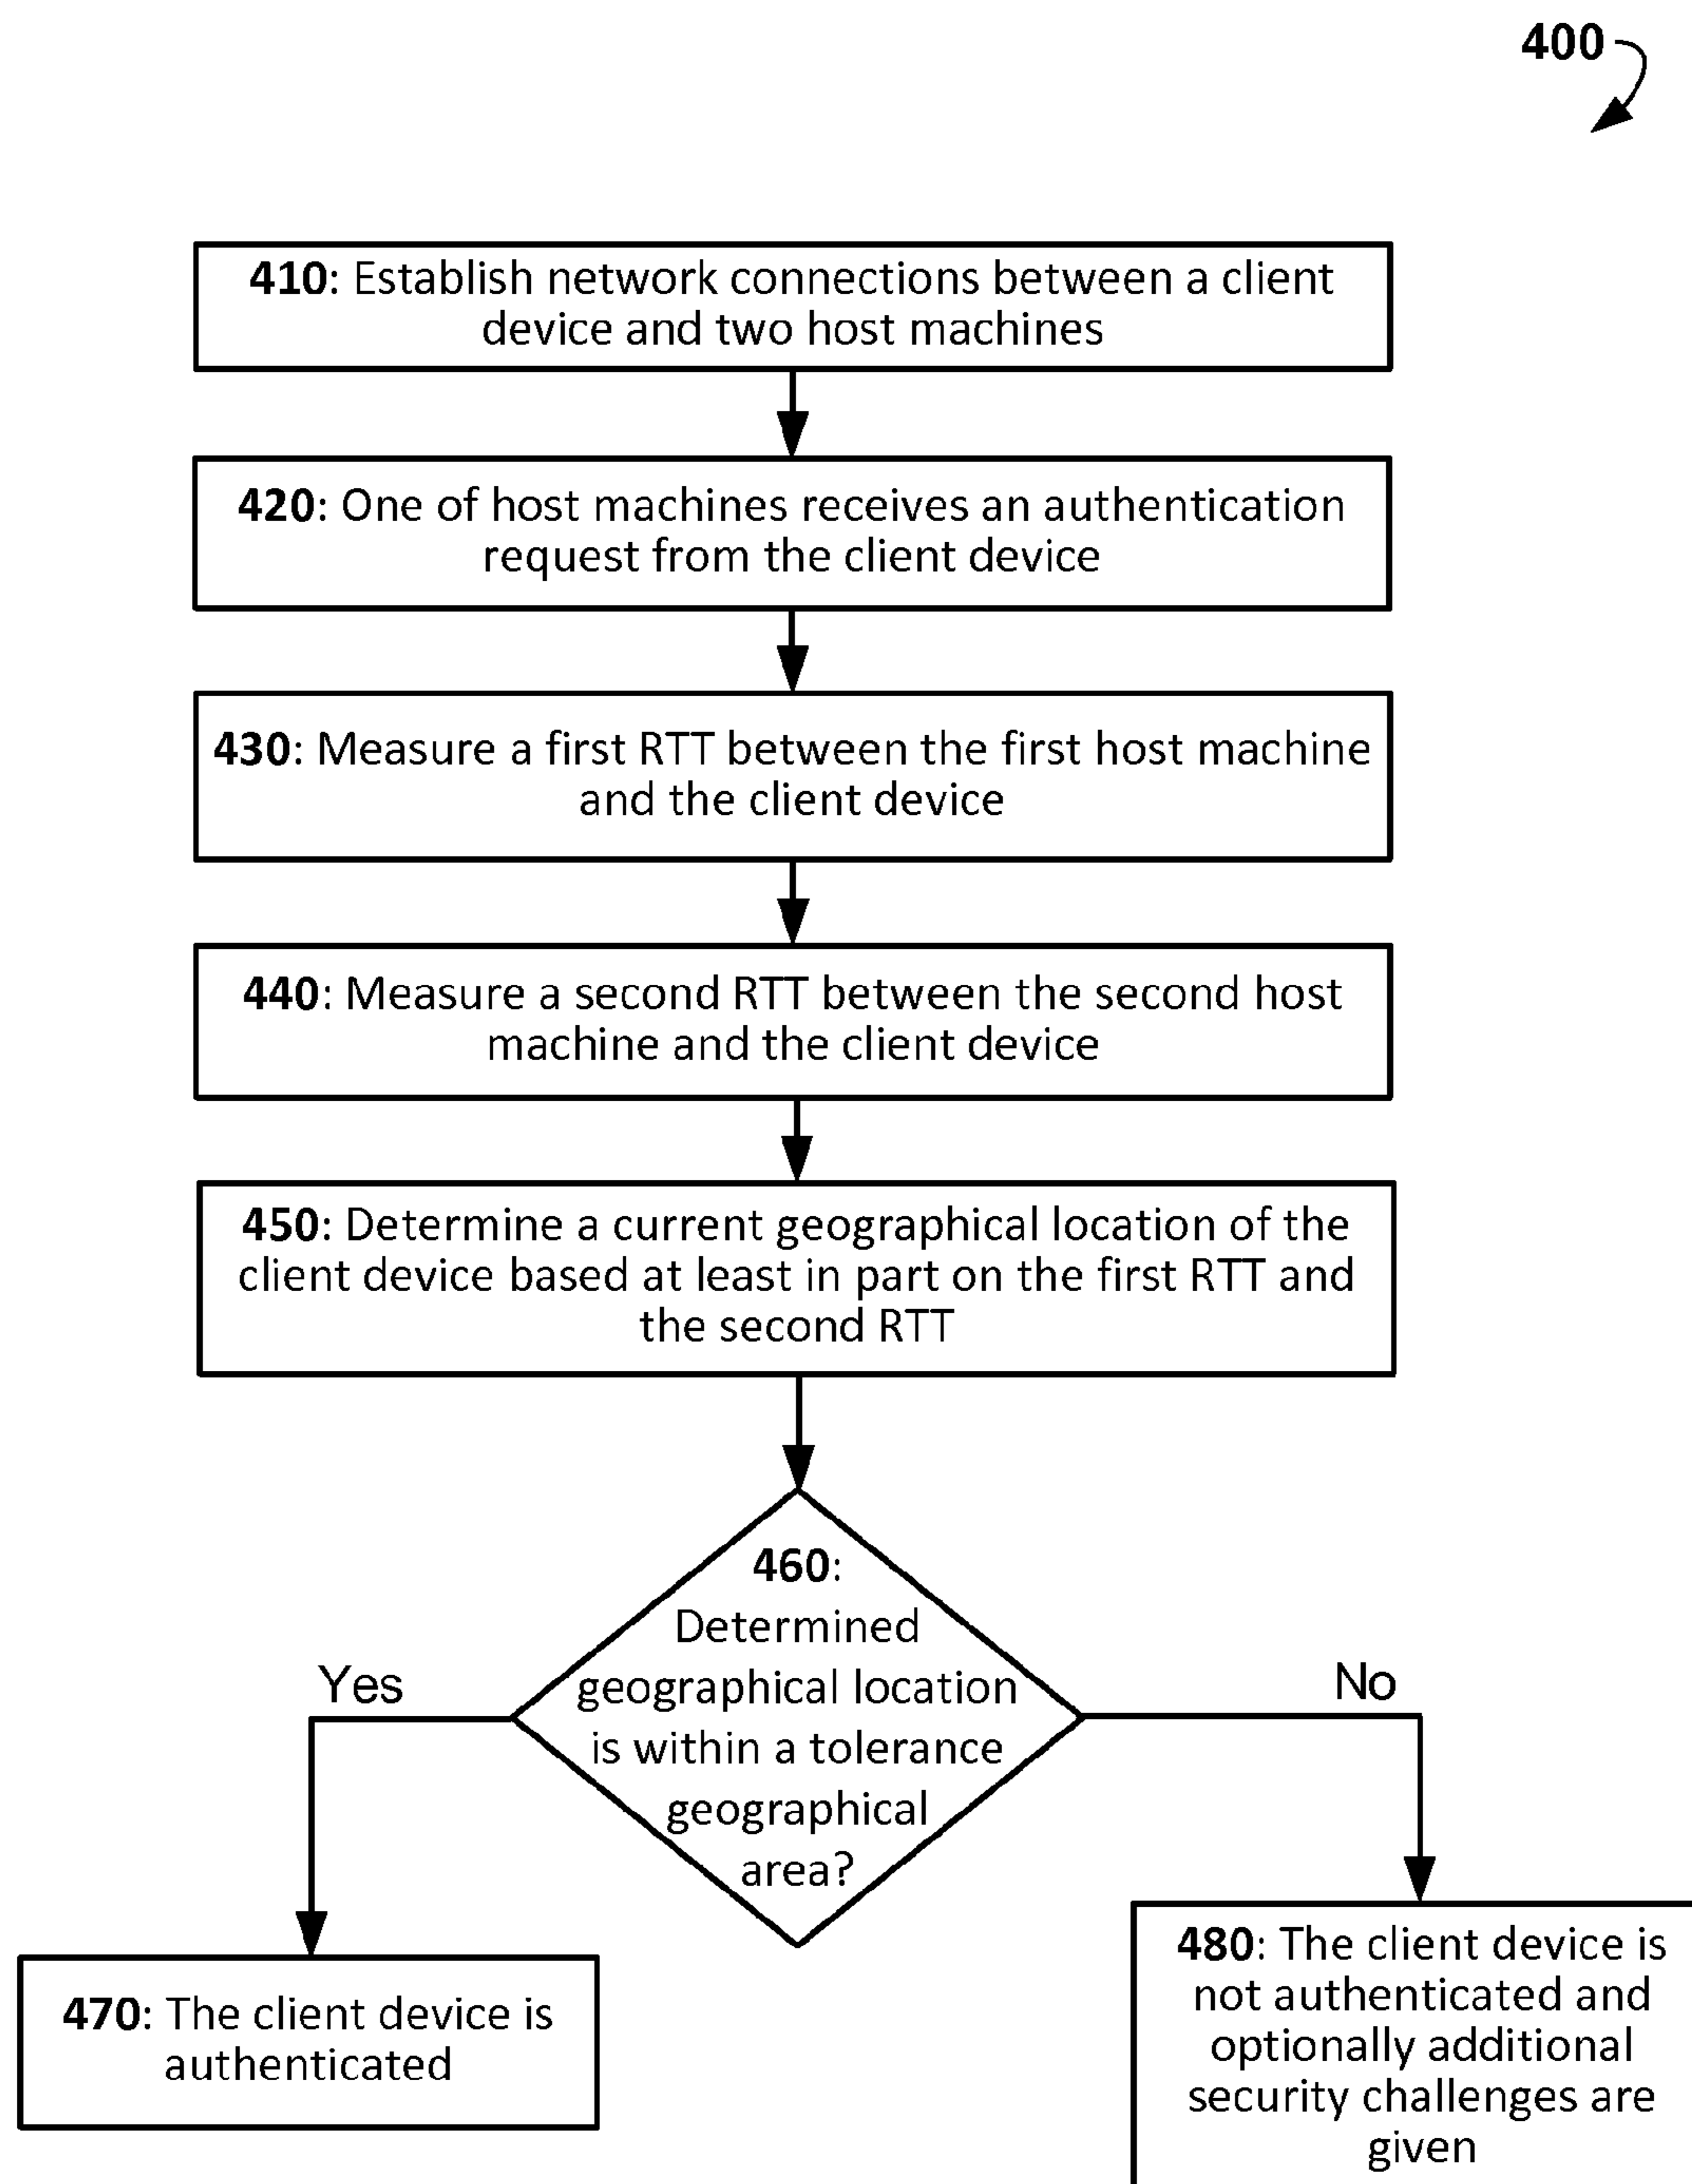 400
410: Establish network connections between a client
device and two host machines
420: One of host machines receives an authentication
request from the client device
430: Measure a first RTT between the first host machine
and the client device
440: Measure a second RTT between the second host
machine and the client device
450: Determine a current geographical location of the
client device based at least in part on the first RTT and
the second RTT
460:
Determined
geographical location
is within a tolerance
geographical
area?
Yes
No
470: The client device is
authenticated
480: The client device is
not authenticated and
optionally additional
security challenges are
given